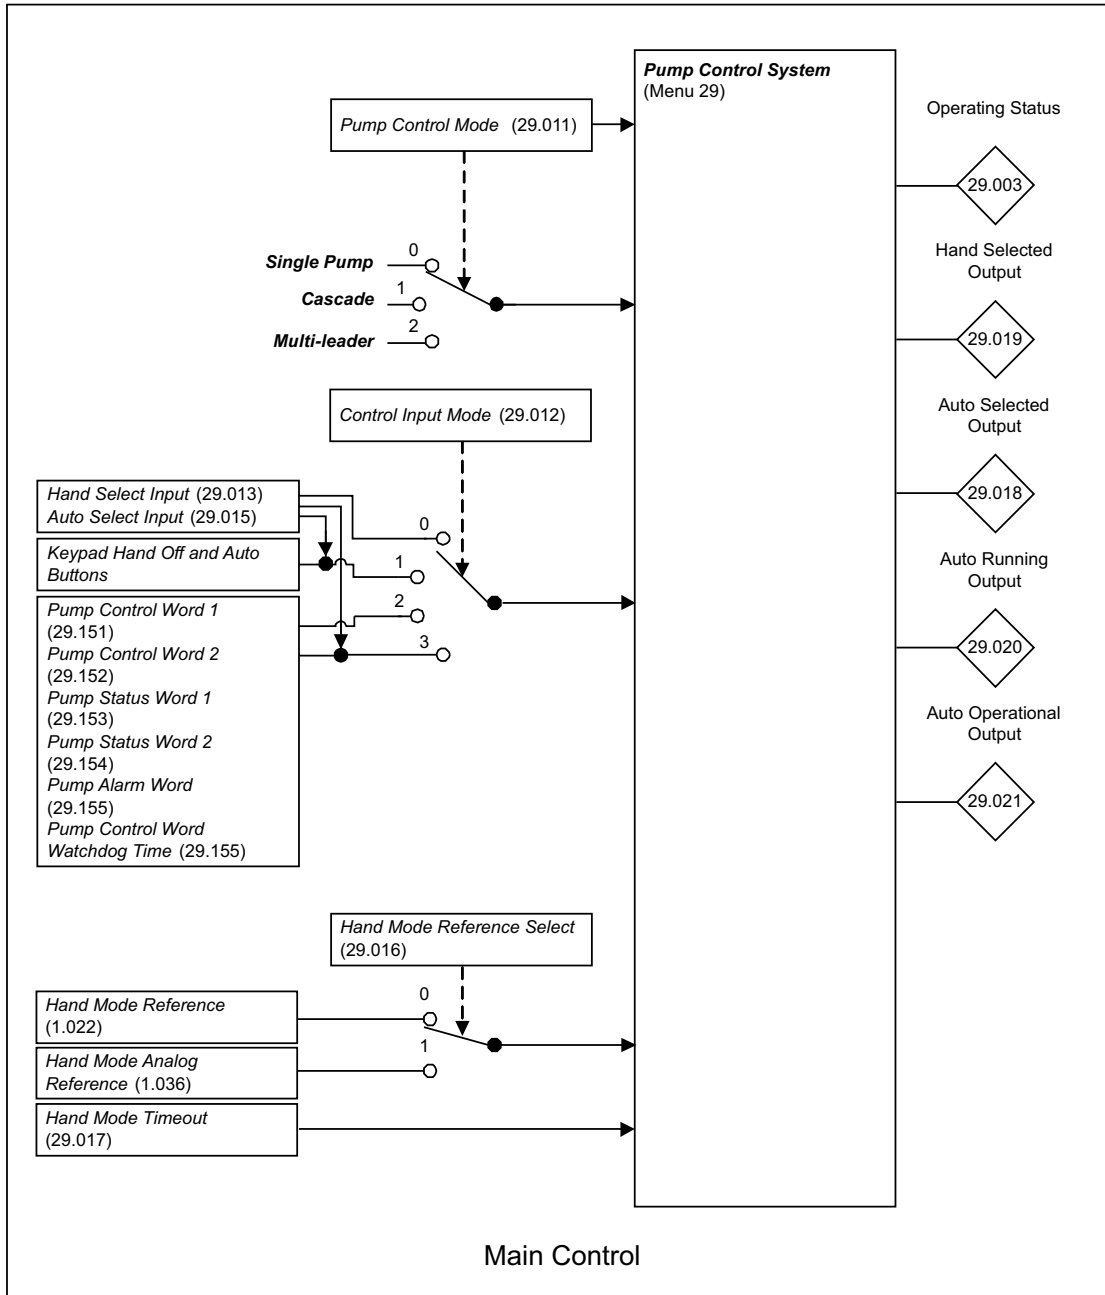 Pump Control System
(Menu 29)
Operating Status
Pump Control Mode (29.011)
29.003
Hand Selected
Output
0
Single Pump
1
Cascade
2
Multi-leader
29.019
Auto Selected
Output
Control Input Mode (29.012)
29.018
Hand Select Input (29.013)
Auto Select Input (29.015)
0
Keypad Hand Off and Auto
Buttons
1
Auto Running
Output
Pump Control Word 1
(29.151)
2
Pump Control Word 2
(29.152)
3
29.020
Pump Status Word 1
(29.153)
Auto Operational
Output
Pump Status Word 2
(29.154)
Pump Alarm Word
(29.155)
29.021
Pump Control Word
Watchdog Time (29.155)
Hand Mode Reference Select
(29.016)
Hand Mode Reference
(1.022)
0
Hand Mode Analog
Reference (1.036)
1
Hand Mode Timeout
(29.017)
Main Control